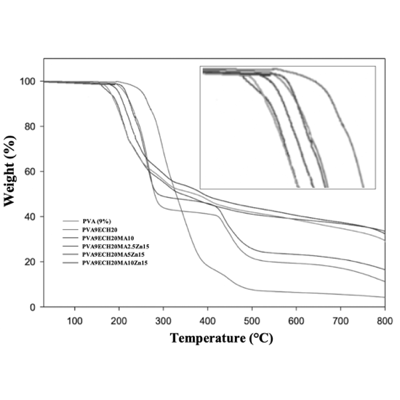 100
80
60
40
20
0
Weight (%)
PVA (9%)
PVA9ECH20
PVA9ECH20MA10
PVA9ECH20MA2.5Zn15
PVA9ECH20MA5Zn15
PVA9ECH20MA10Zn15
100 200 300 400 500 600 700 800
Temperature (°C)